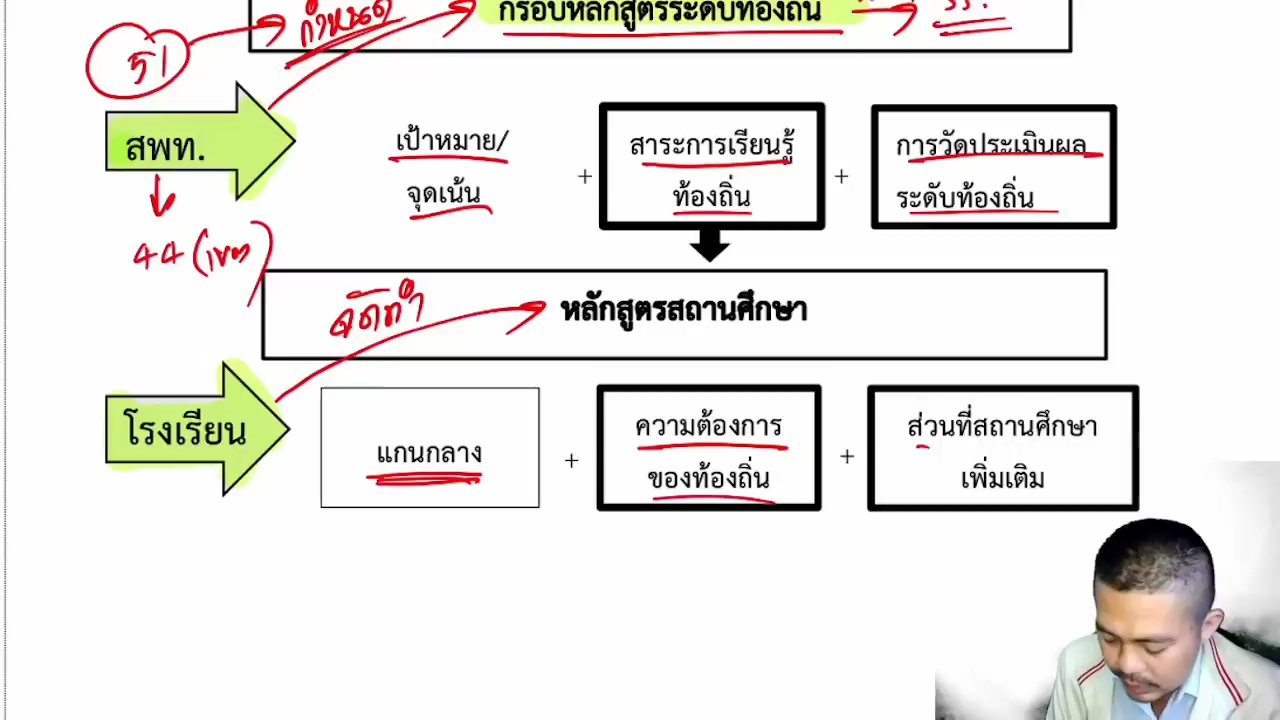 กรอบหลักสูตรระดับท้องถิ่น
กำหนด
สพท.
เป้าหมาย/
จุดเน้น
+
สาระการเรียนรู้
ท้องถิ่น
+
การวัดประเมินผล
ระดับท้องถิ่น
44 (เขต)
จัดทำ
หลักสูตรสถานศึกษา
โรงเรียน
แกนกลาง
+
ความต้องการ
ของท้องถิ่น
+
ส่วนที่สถานศึกษา
เพิ่มเติม